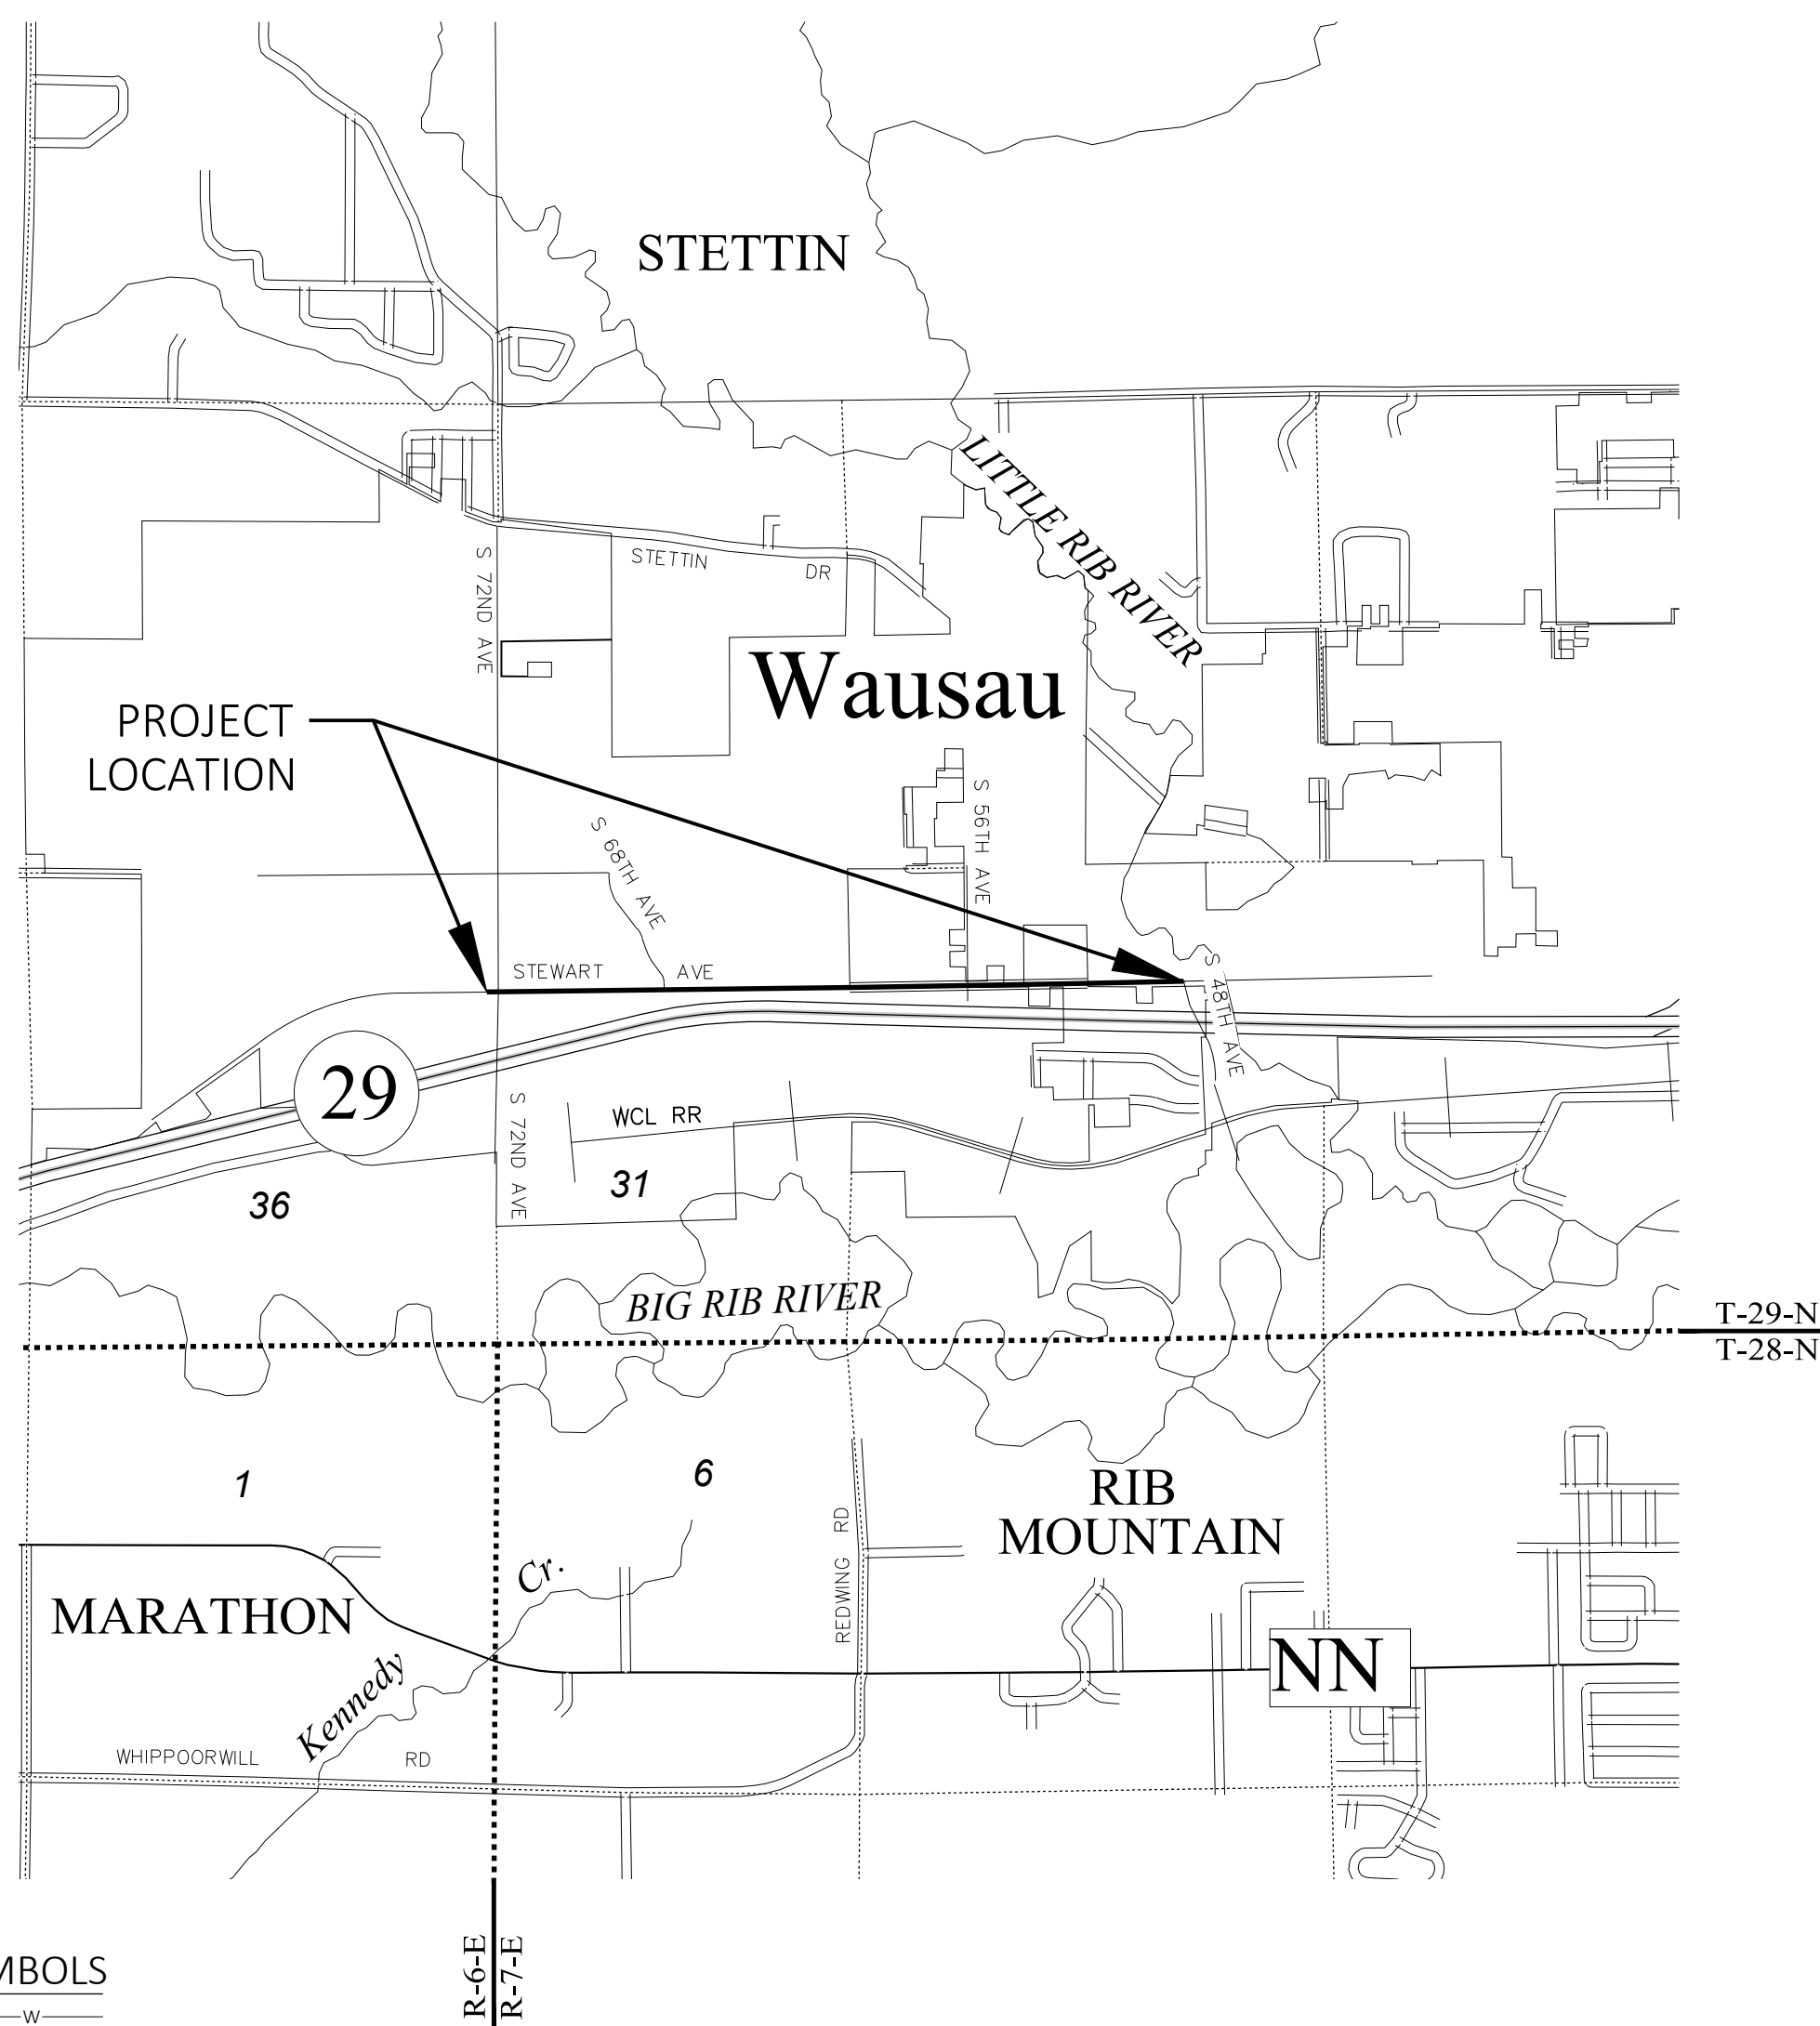 STETTIN
LITTLE RIB RIVER
STETTIN DR
S 72ND AVE
Wausau
PROJECT
LOCATION
S 56TH AVE
S 68TH AVE
STEWART AVE
S 48TH AVE
29
WCL RR
S 72ND AVE
31
36
BIG RIB RIVER
T-29-N
T-28-N
1
6
RIB
MOUNTAIN
REDWING RD
Kennedy Cr.
MARATHON
NN
WHIPPOORWILL RD
R-6-E
R-7-E
MBOLS
W